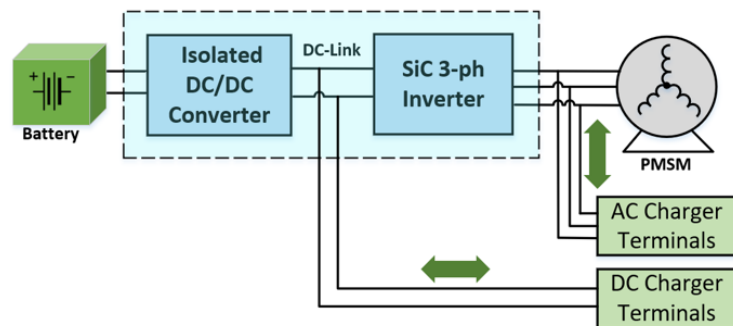 Isolated
DC/DC
Converter
DC-Link
SiC 3-ph
Inverter
+ −
Battery
PMSM
AC Charger
Terminals
DC Charger
Terminals